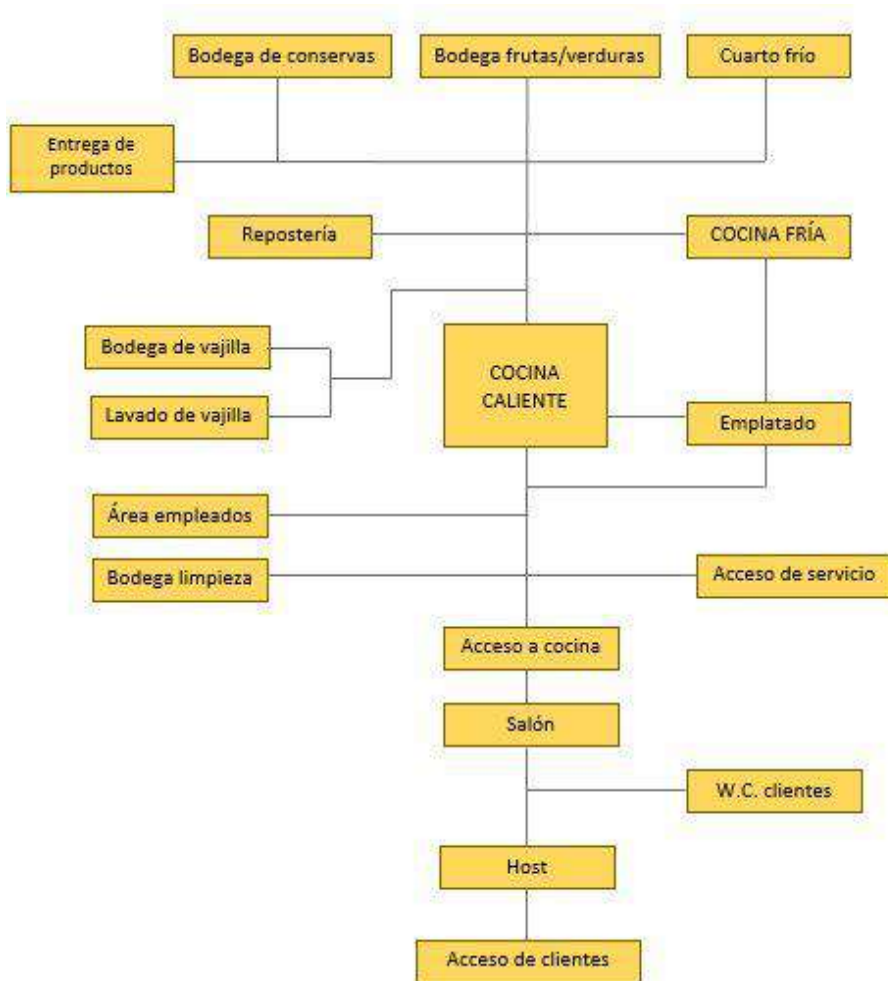 Bodega de conservas
Bodega frutas/verduras
Cuarto frío
Entrega de
productos
Repostería
COCINA FRÍA
Bodega de vajilla
COCINA
CALIENTE
Lavado de vajilla
Emplatado
Área empleados
Bodega limpieza
Acceso de servicio
Acceso a cocina
Salón
W.C. clientes
Host
Acceso de clientes